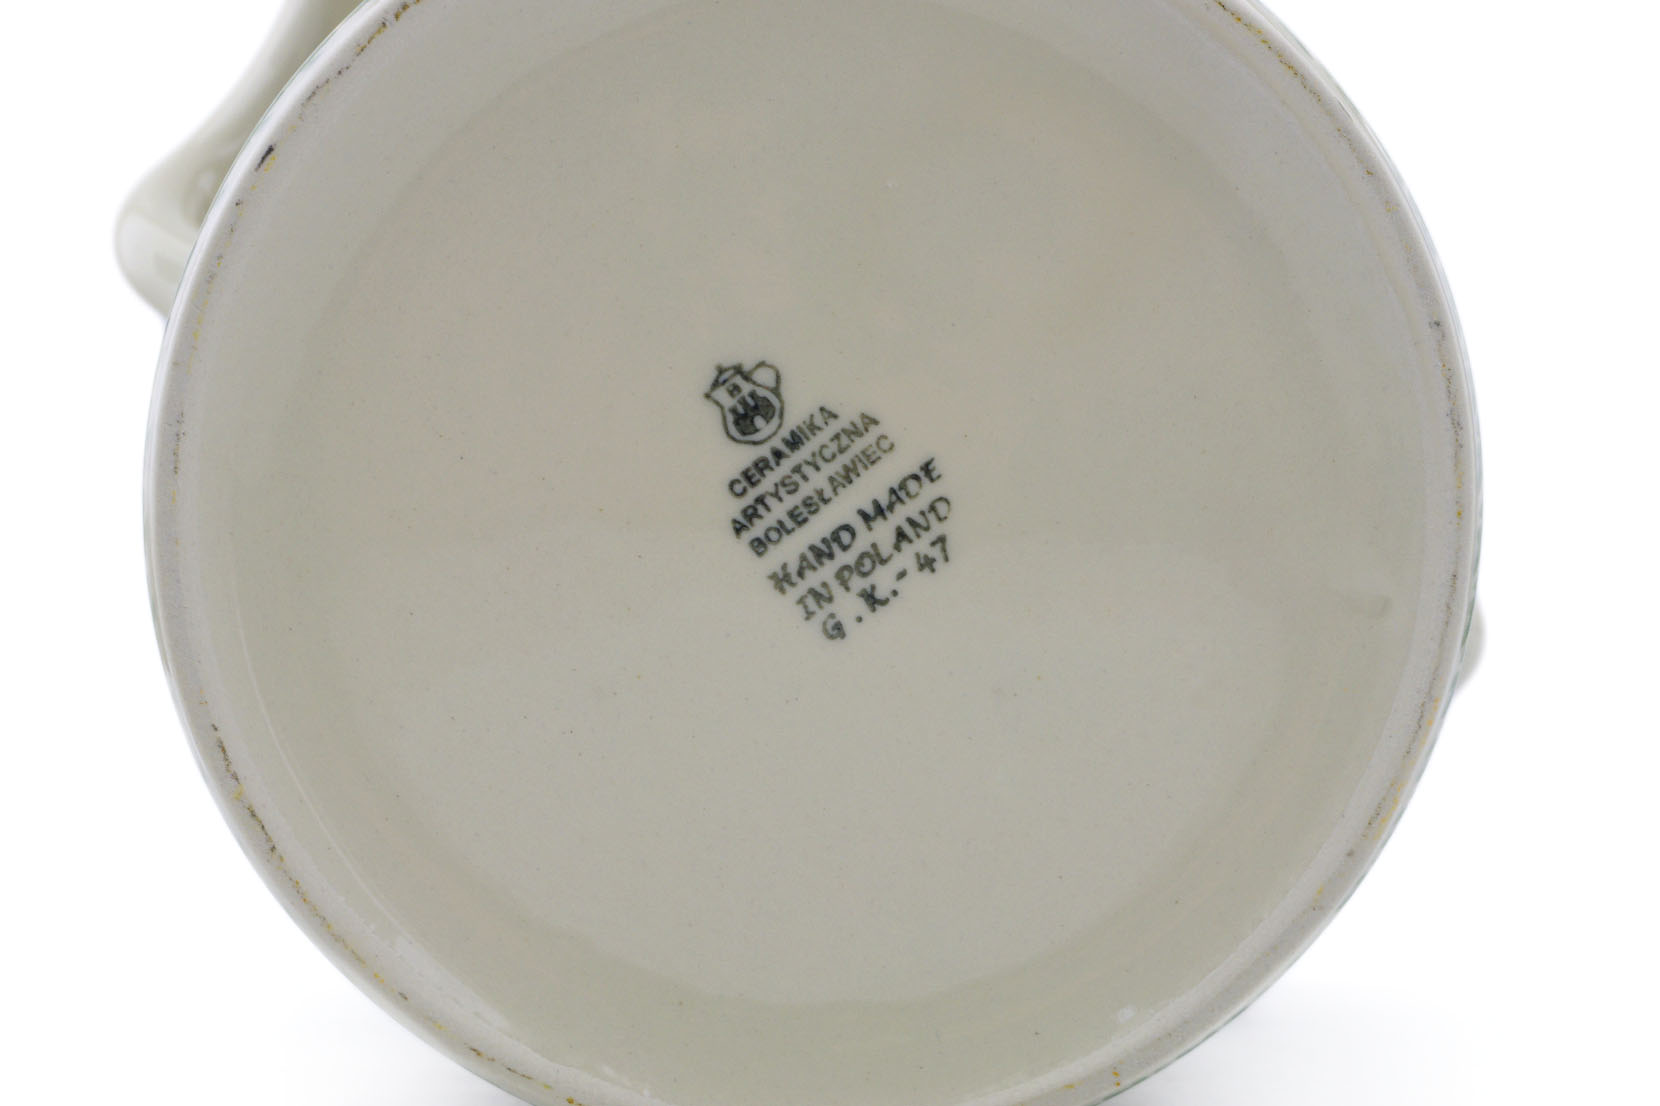 CERAMIKA
ARTYSTYCZNA
BOLESŁAWIEC
HAND MADE
IN POLAND
G.K.-47